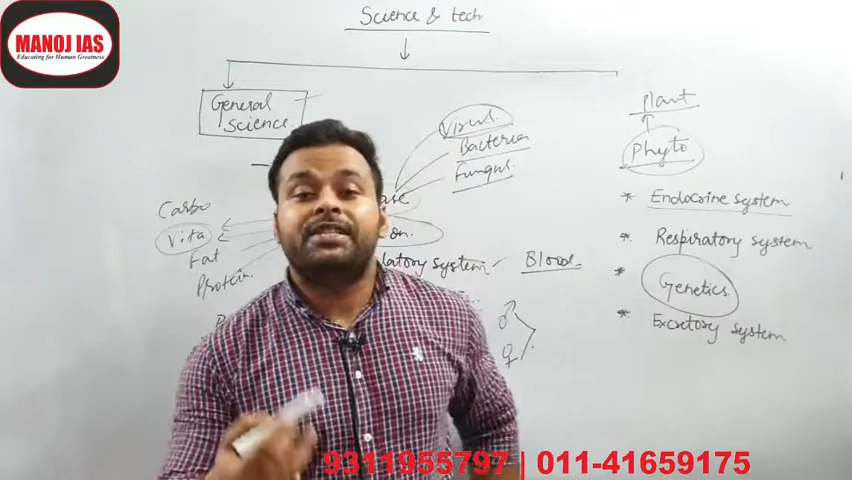 MANOJ IAS
Educating for Human Greatness
Science & tech
General
Science
Virus
Bacteria
Fungus
Plant
Phyto
Carbo
Vita
Fat
Protein
Blood
* Endocrine system
* Respiratory system
* Genetics
* Excretory system
♂
♀
9311955797 | 011-41659175